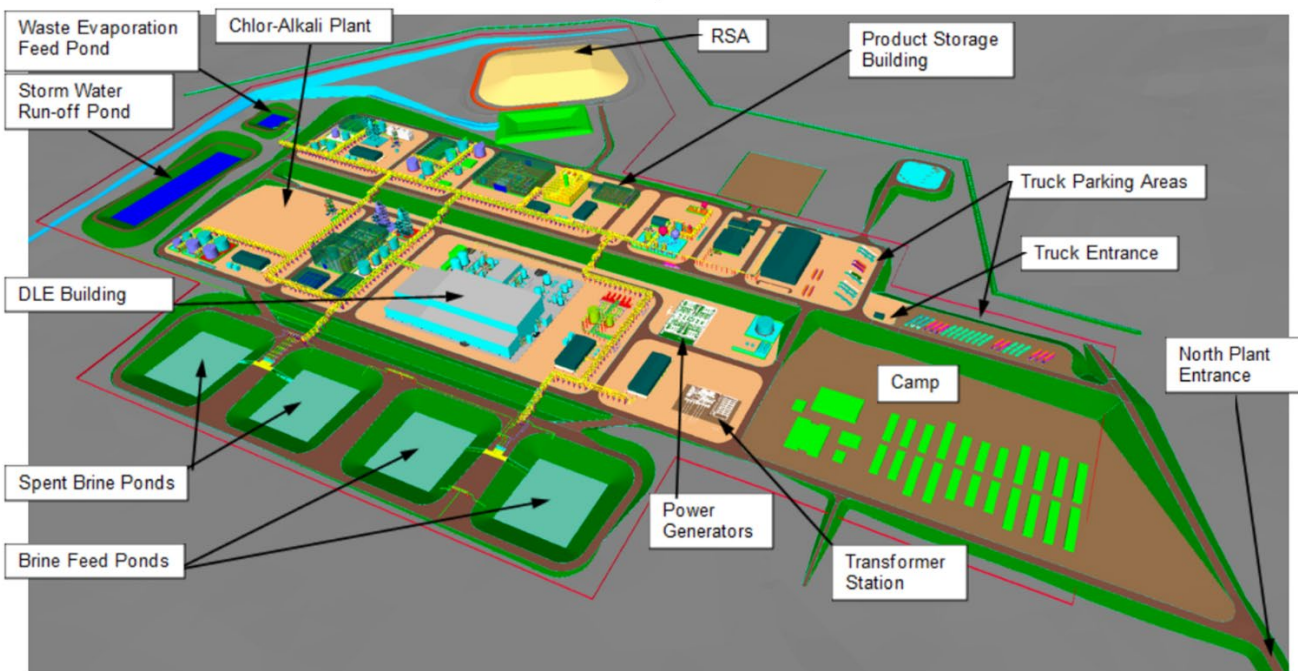 Waste Evaporation
Feed Pond
Chlor-Alkali Plant
RSA
Product Storage
Building
Storm Water
Run-off Pond
Truck Parking Areas
Truck Entrance
DLE Building
North Plant
Entrance
Camp
Spent Brine Ponds
Power
Generators
Brine Feed Ponds
Transformer
Station